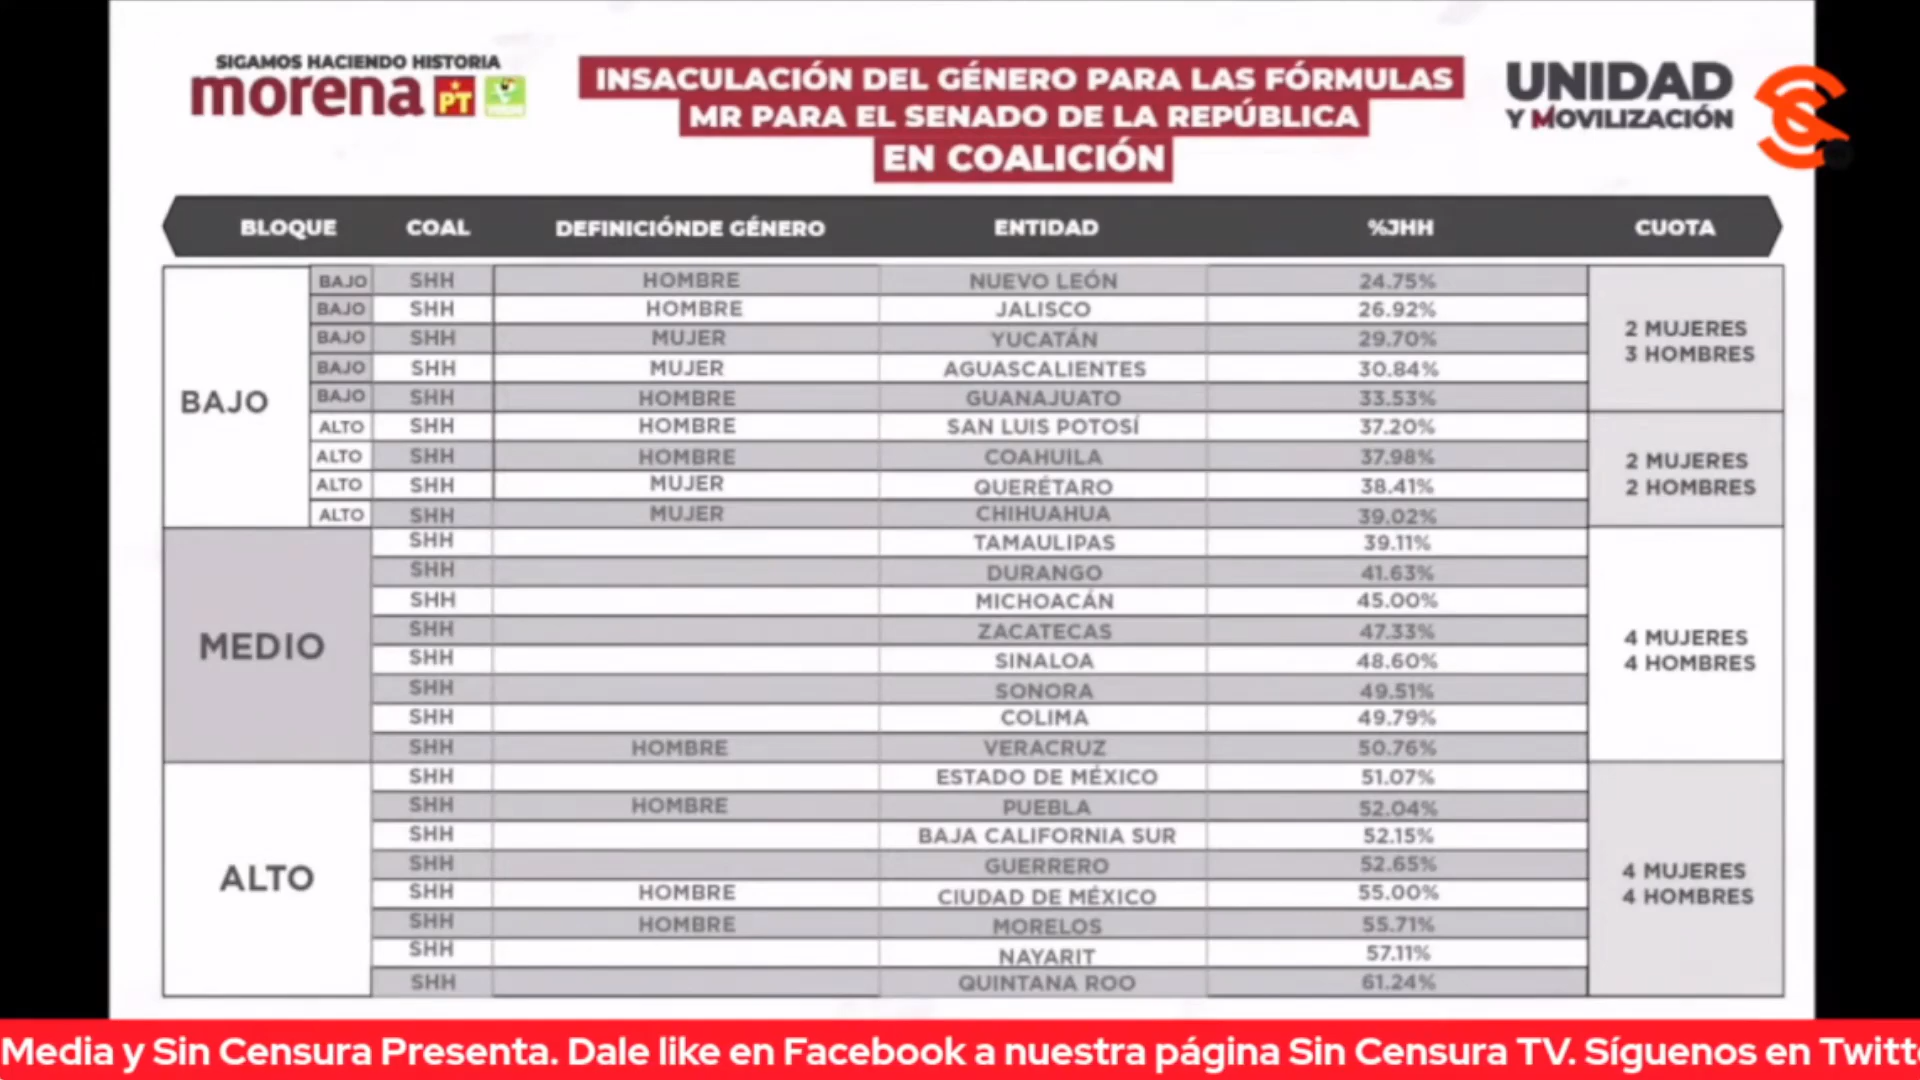 SIGAMOS HACIENDO HISTORIA
morena PT
INSACULACIÓN DEL GÉNERO PARA LAS FÓRMULAS
MR PARA EL SENADO DE LA REPÚBLICA
EN COALICIÓN
UNIDAD
Y MOVILIZACIÓN
BLOQUE COAL DEFINICIÓNDE GÉNERO ENTIDAD %JHH CUOTA
BAJO
BAJO SHH HOMBRE NUEVO LEÓN 24.75%
BAJO SHH HOMBRE JALISCO 26.92%
BAJO SHH MUJER YUCATÁN 29.70%
BAJO SHH MUJER AGUASCALIENTES 30.84%
BAJO SHH HOMBRE GUANAJUATO 33.53%
2 MUJERES
3 HOMBRES
ALTO SHH HOMBRE SAN LUIS POTOSÍ 37.20%
ALTO SHH HOMBRE COAHUILA 37.98%
ALTO SHH MUJER QUERÉTARO 38.41%
ALTO SHH MUJER CHIHUAHUA 39.02%
2 MUJERES
2 HOMBRES
MEDIO
SHH TAMAULIPAS 39.11%
SHH DURANGO 41.63%
SHH MICHOACÁN 45.00%
SHH ZACATECAS 47.33%
SHH SINALOA 48.60%
SHH SONORA 49.51%
SHH COLIMA 49.79%
SHH HOMBRE VERACRUZ 50.76%
4 MUJERES
4 HOMBRES
ALTO
SHH ESTADO DE MÉXICO 51.07%
SHH HOMBRE PUEBLA 52.04%
SHH BAJA CALIFORNIA SUR 52.15%
SHH GUERRERO 52.65%
SHH HOMBRE CIUDAD DE MÉXICO 55.00%
SHH HOMBRE MORELOS 55.71%
SHH NAYARIT 57.11%
SHH QUINTANA ROO 61.24%
4 MUJERES
4 HOMBRES
Media y Sin Censura Presenta. Dale like en Facebook a nuestra página Sin Censura TV. Síguenos en Twitt